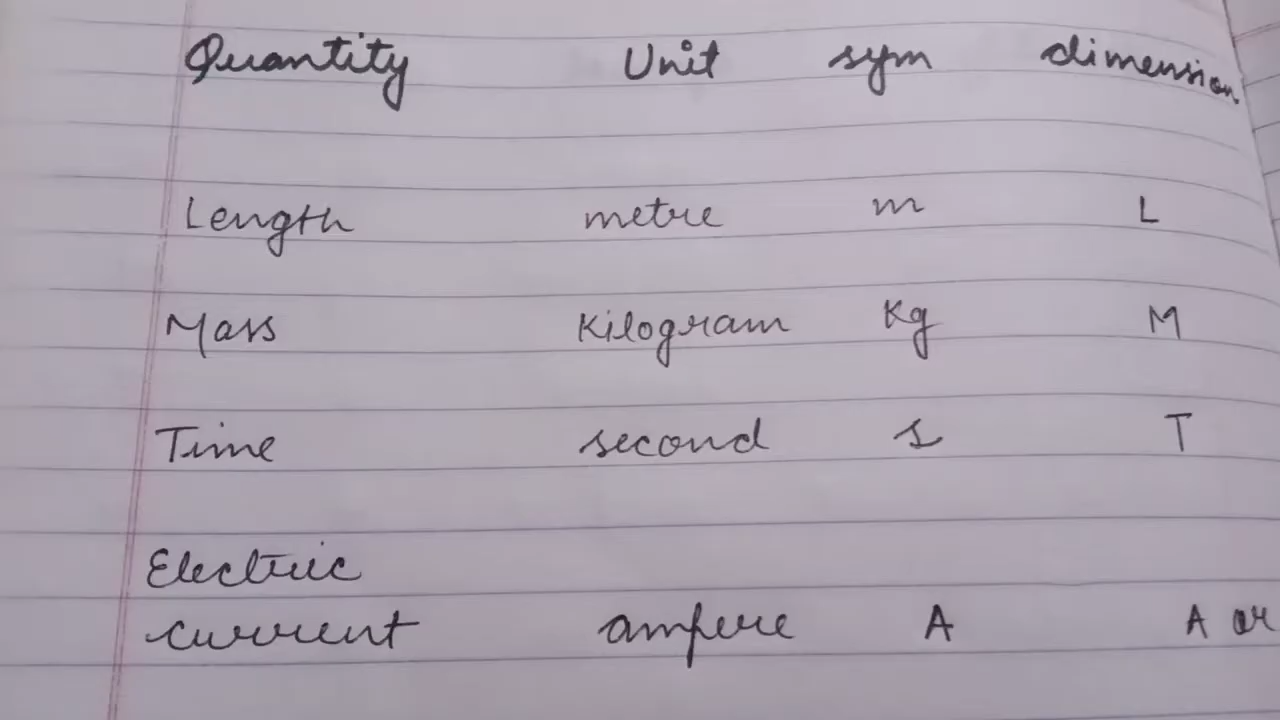 Quantity Unit sym dimension
Length metre m L
Mass Kilogram Kg M
Time second s T
Electric
current ampere A A or